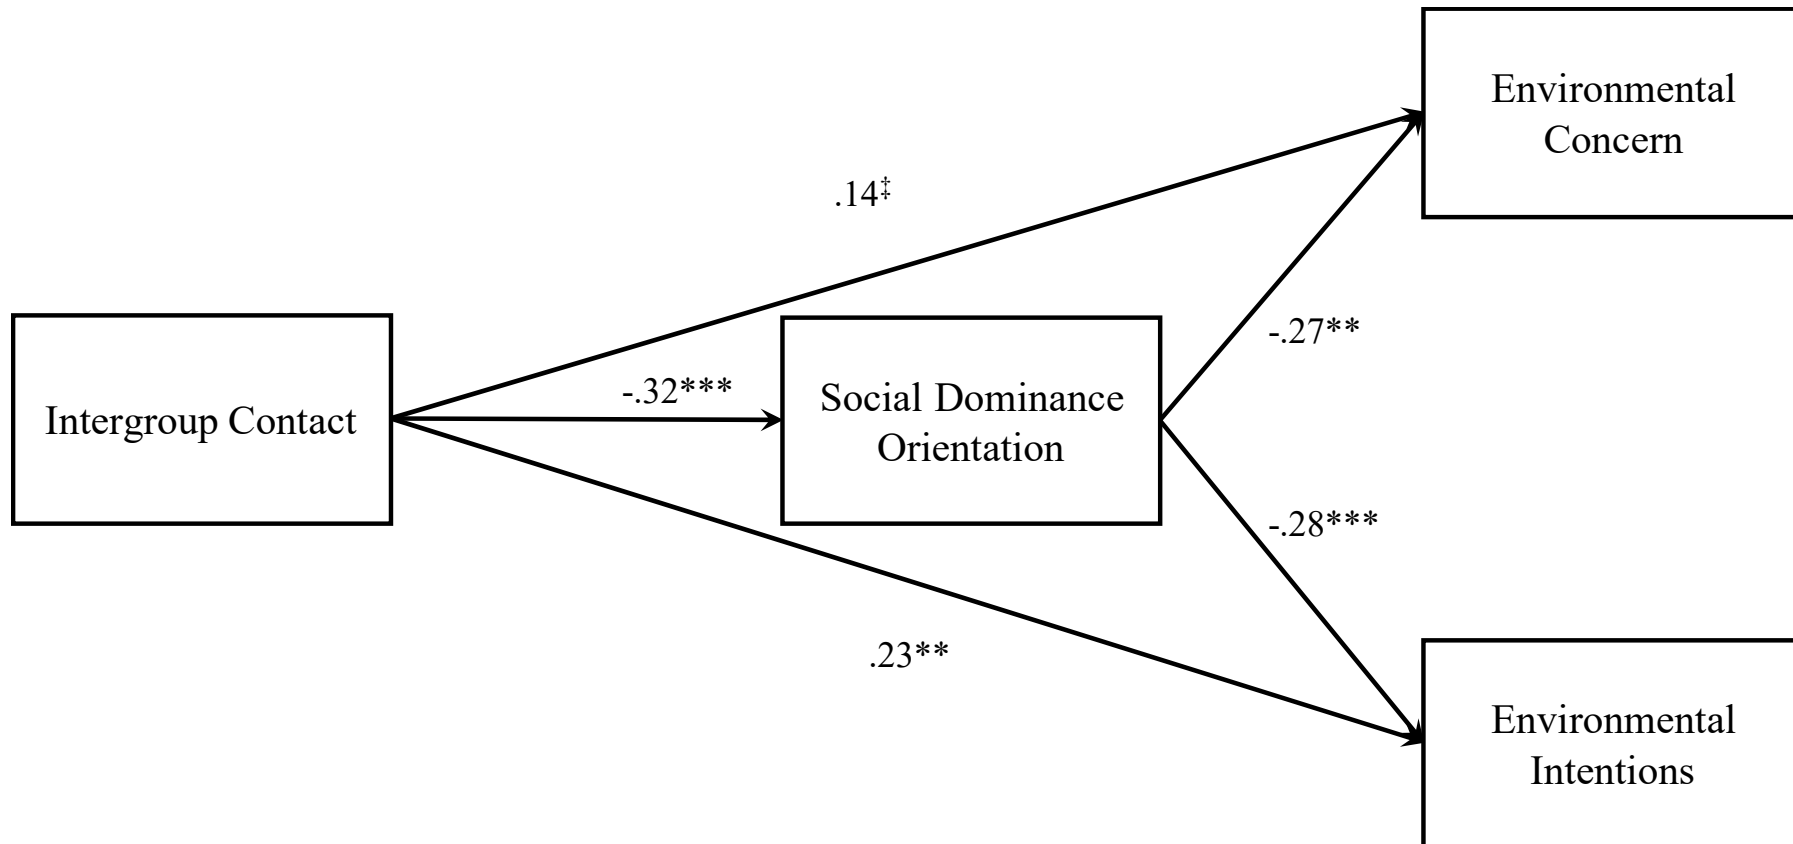 Environmental
Concern
.14‡
-.27**
-.32***
Intergroup Contact
Social Dominance
Orientation
-.28***
.23**
Environmental
Intentions